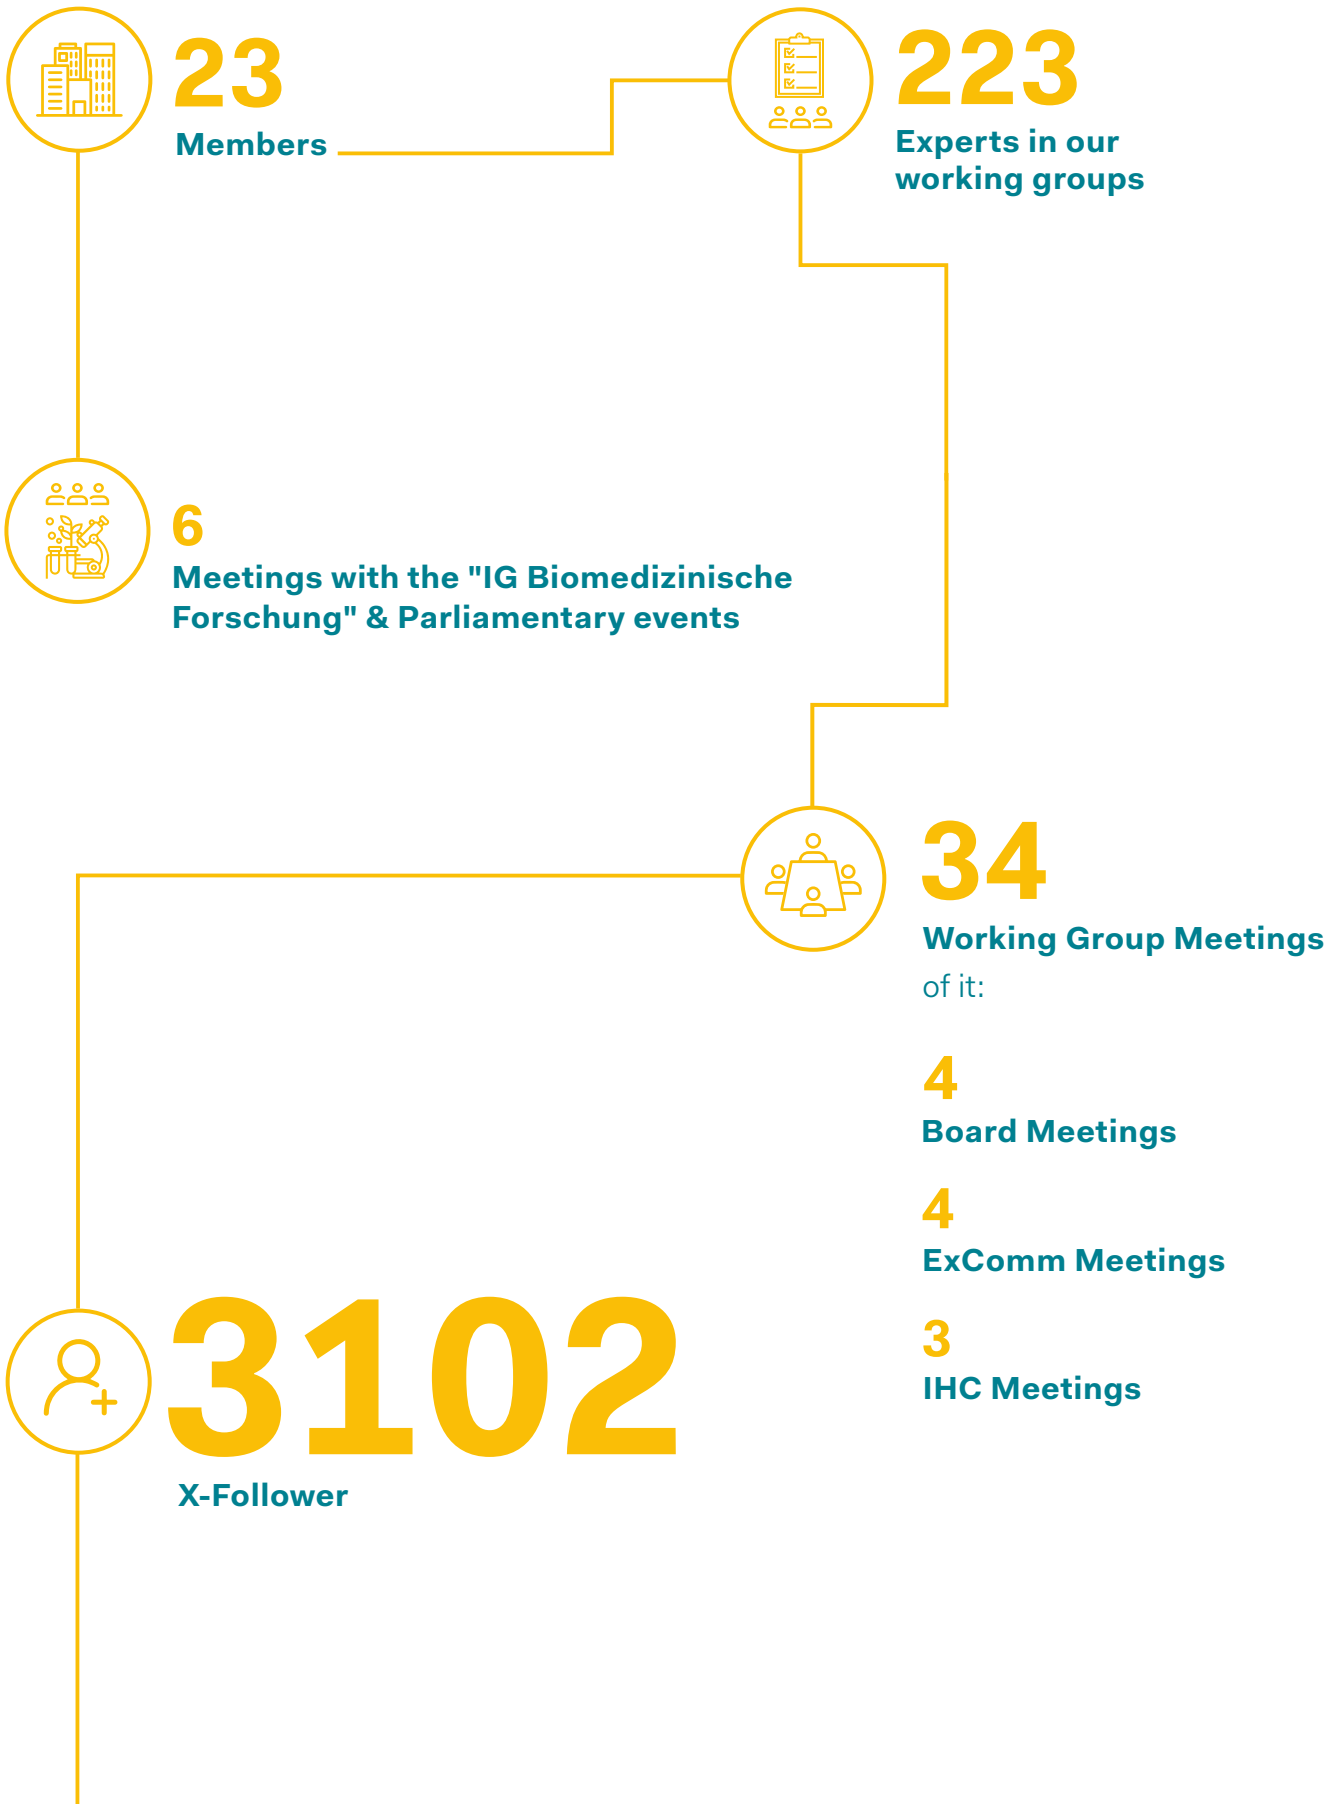 23
Members
223
Experts in our
working groups
6
Meetings with the "IG Biomedizinische
Forschung" & Parliamentary events
34
Working Group Meetings
of it:
4
Board Meetings
4
ExComm Meetings
3
IHC Meetings
3102
X-Follower